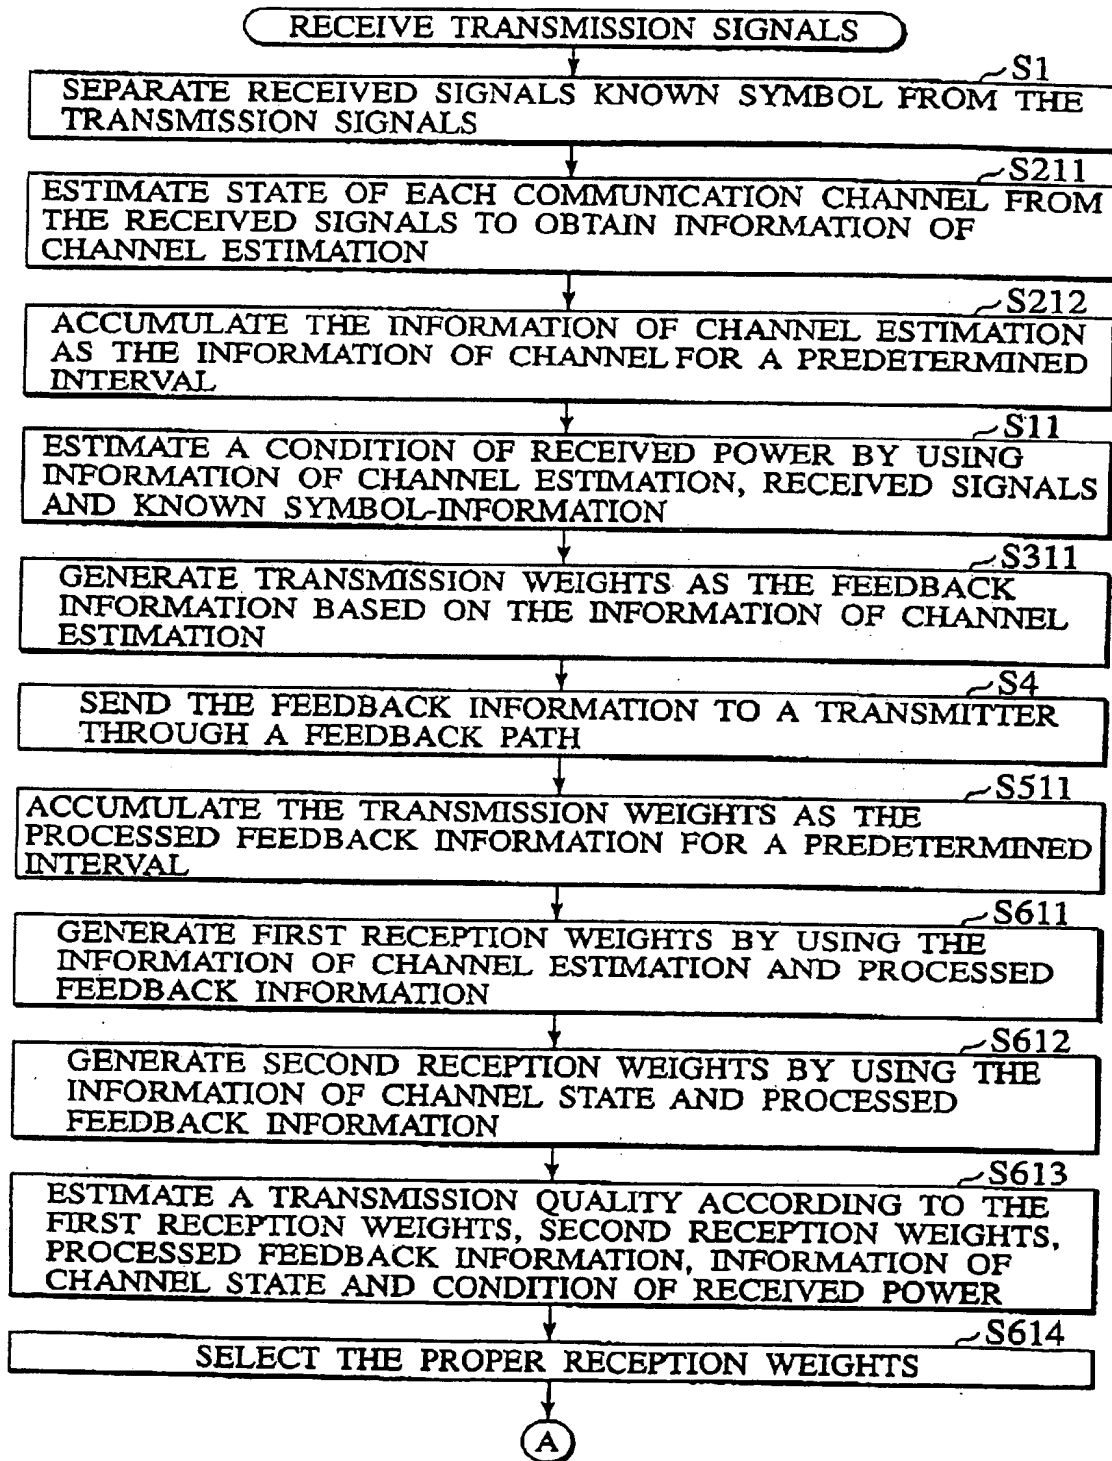 RECEIVE TRANSMISSION SIGNALS
S1
SEPARATE RECEIVED SIGNALS KNOWN SYMBOL FROM THE
TRANSMISSION SIGNALS
S211
ESTIMATE STATE OF EACH COMMUNICATION CHANNEL FROM
THE RECEIVED SIGNALS TO OBTAIN INFORMATION OF
CHANNEL ESTIMATION
S212
ACCUMULATE THE INFORMATION OF CHANNEL ESTIMATION
AS THE INFORMATION OF CHANNEL FOR A PREDETERMINED
INTERVAL
S11
ESTIMATE A CONDITION OF RECEIVED POWER BY USING
INFORMATION OF CHANNEL ESTIMATION, RECEIVED SIGNALS
AND KNOWN SYMBOL-INFORMATION
S311
GENERATE TRANSMISSION WEIGHTS AS THE FEEDBACK
INFORMATION BASED ON THE INFORMATION OF CHANNEL
ESTIMATION
S4
SEND THE FEEDBACK INFORMATION TO A TRANSMITTER
THROUGH A FEEDBACK PATH
S511
ACCUMULATE THE TRANSMISSION WEIGHTS AS THE
PROCESSED FEEDBACK INFORMATION FOR A PREDETERMINED
INTERVAL
S611
GENERATE FIRST RECEPTION WEIGHTS BY USING THE
INFORMATION OF CHANNEL ESTIMATION AND PROCESSED
FEEDBACK INFORMATION
S612
GENERATE SECOND RECEPTION WEIGHTS BY USING THE
INFORMATION OF CHANNEL STATE AND PROCESSED
FEEDBACK INFORMATION
S613
ESTIMATE A TRANSMISSION QUALITY ACCORDING TO THE
FIRST RECEPTION WEIGHTS, SECOND RECEPTION WEIGHTS,
PROCESSED FEEDBACK INFORMATION, INFORMATION OF
CHANNEL STATE AND CONDITION OF RECEIVED POWER
S614
SELECT THE PROPER RECEPTION WEIGHTS
A